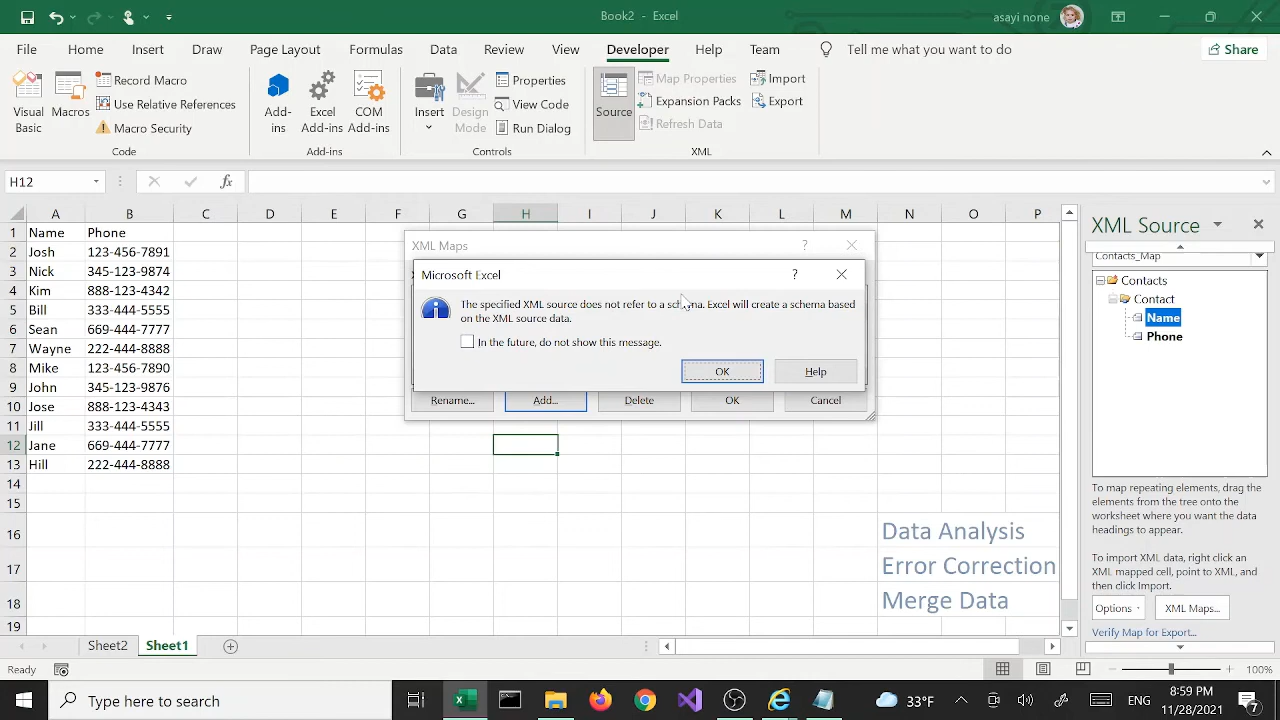 Book2 - Excel
asayi none
File Home Insert Draw Page Layout Formulas Data Review View Developer Help Team Tell me what you want to do Share
Visual Basic
Macros
Record Macro
Use Relative References
Macro Security
Code
Add-ins
Excel Add-ins
COM Add-ins
Add-ins
Insert
Design Mode
Properties
View Code
Run Dialog
Controls
Source
Map Properties
Expansion Packs
Refresh Data
Import
Export
XML
H12
fx
A B C D E F G H I J K L M N O P
1 Name Phone
2 Josh 123-456-7891
3 Nick 345-123-9874
4 Kim 888-123-4342
5 Bill 333-444-5555
6 Sean 669-444-7777
7 Wayne 222-444-8888
8 Mike 123-456-7890
9 John 345-123-9876
10 Jose 888-123-4343
11 Jill 333-444-5555
12 Jane 669-444-7777
13 Hill 222-444-8888
14
15
16 Data Analysis
17 Error Correction
18 Merge Data
19
XML Maps ?
Microsoft Excel ?
The specified XML source does not refer to a schema. Excel will create a schema based
on the XML source data.
In the future, do not show this message.
OK Help
Rename... Add... Delete OK Cancel
XML Source
Contacts_Map
Contacts
Contact
Name
Phone
To map repeating elements, drag the
elements from the tree onto the
worksheet where you want the data
headings to appear.
To import XML data, right click an
XML mapped cell, point to XML, and
then click Import.
Options XML Maps...
Verify Map for Export...
Sheet2 Sheet1
Ready
100%
Type here to search
33°F
ENG
8:59 PM
11/28/2021
7